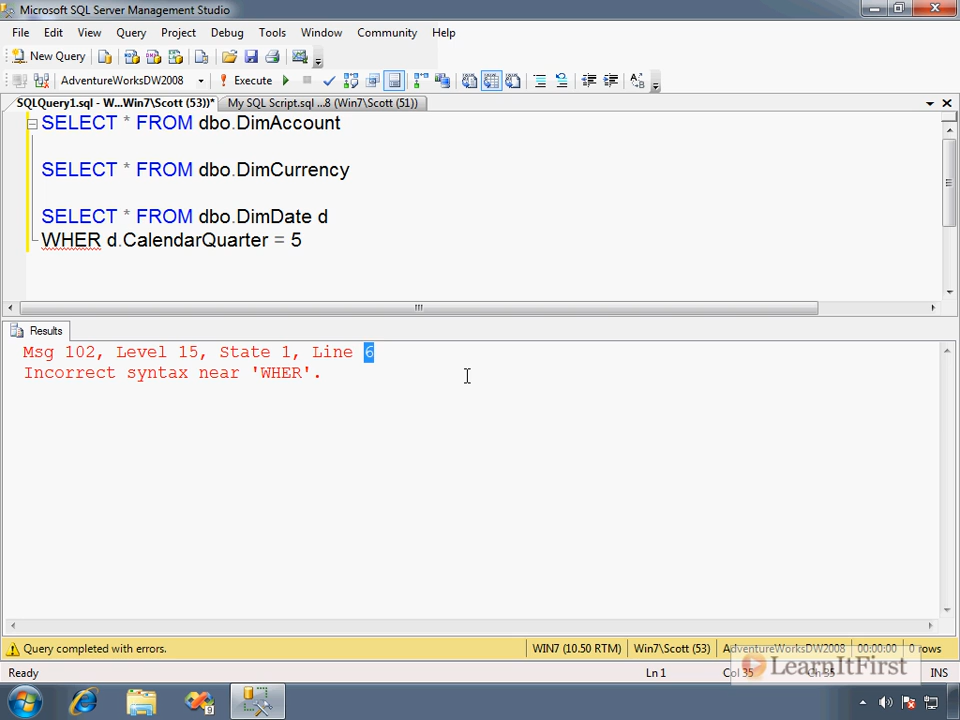 Microsoft SQL Server Management Studio
File Edit View Query Project Debug Tools Window Community Help
New Query
AdventureWorksDW2008 Execute
SQLQuery1.sql - W...Win7\Scott (53))* My SQL Script.sql ...8 (Win7\Scott (51))
SELECT * FROM dbo.DimAccount
SELECT * FROM dbo.DimCurrency
SELECT * FROM dbo.DimDate d
WHER d.CalendarQuarter = 5
Results
Msg 102, Level 15, State 1, Line 6
Incorrect syntax near 'WHER'.
Query completed with errors. WIN7 (10.50 RTM) Win7\Scott (53) AdventureWorksDW2008 00:00:00 0 rows
Ready Ln 1 Col 35 Ch 35 INS
LearnItFirst